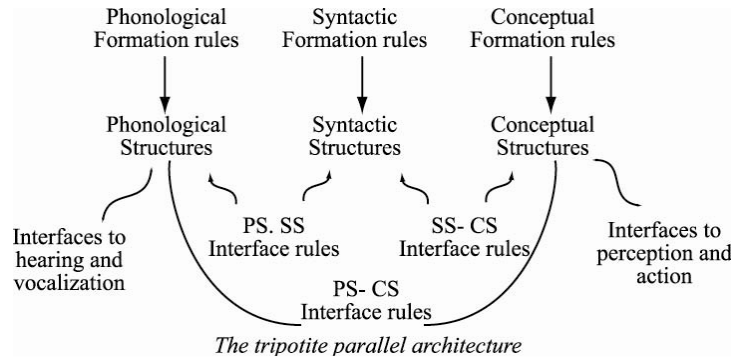 Phonological
Formation rules
Syntactic
Formation rules
Conceptual
Formation rules
Phonological
Structures
Syntactic
Structures
Conceptual
Structures
PS. SS
Interface rules
SS- CS
Interface rules
Interfaces to
hearing and
vocalization
Interfaces to
perception and
action
PS- CS
Interface rules
The tripotite parallel architecture